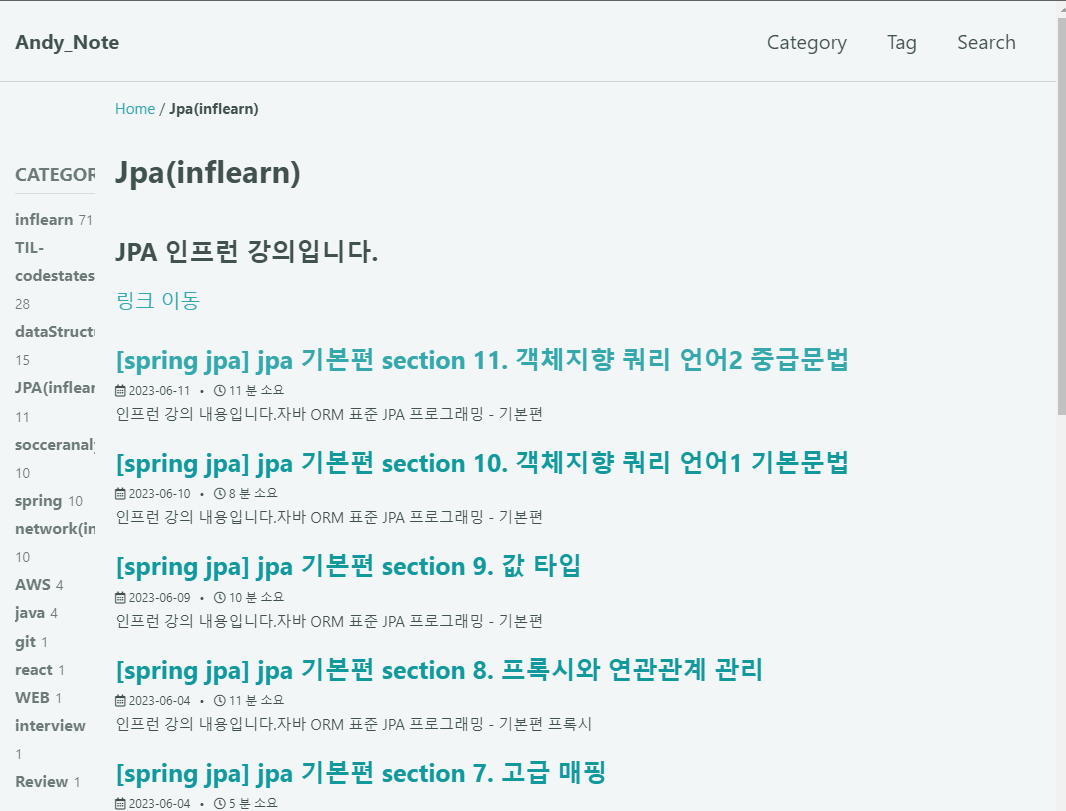 Andy_Note
Category Tag Search
Home / Jpa(inflearn)
CATEGOR
inflearn 71
TIL-
codestates
28
dataStruct
15
JPA(inflear
11
socceranal
10
spring 10
network(in
10
AWS 4
java 4
git 1
react 1
WEB 1
interview
1
Review 1
Jpa(inflearn)
JPA 인프런 강의입니다.
링크 이동
[spring jpa] jpa 기본편 section 11. 객체지향 쿼리 언어2 중급문법
2023-06-11 • 11 분 소요
인프런 강의 내용입니다.자바 ORM 표준 JPA 프로그래밍 - 기본편
[spring jpa] jpa 기본편 section 10. 객체지향 쿼리 언어1 기본문법
2023-06-10 • 8 분 소요
인프런 강의 내용입니다.자바 ORM 표준 JPA 프로그래밍 - 기본편
[spring jpa] jpa 기본편 section 9. 값 타입
2023-06-09 • 10 분 소요
인프런 강의 내용입니다.자바 ORM 표준 JPA 프로그래밍 - 기본편
[spring jpa] jpa 기본편 section 8. 프록시와 연관관계 관리
2023-06-04 • 11 분 소요
인프런 강의 내용입니다.자바 ORM 표준 JPA 프로그래밍 - 기본편 프록시
[spring jpa] jpa 기본편 section 7. 고급 매핑
2023-06-04 • 5 분 소요